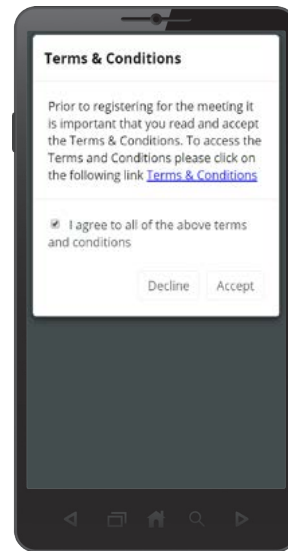 Terms & Conditions
Prior to registering for the meeting it
is important that you read and accept
the Terms & Conditions. To access the
Terms and Conditions please click on
the following link Terms & Conditions
I agree to all of the above terms
and conditions
Decline Accept